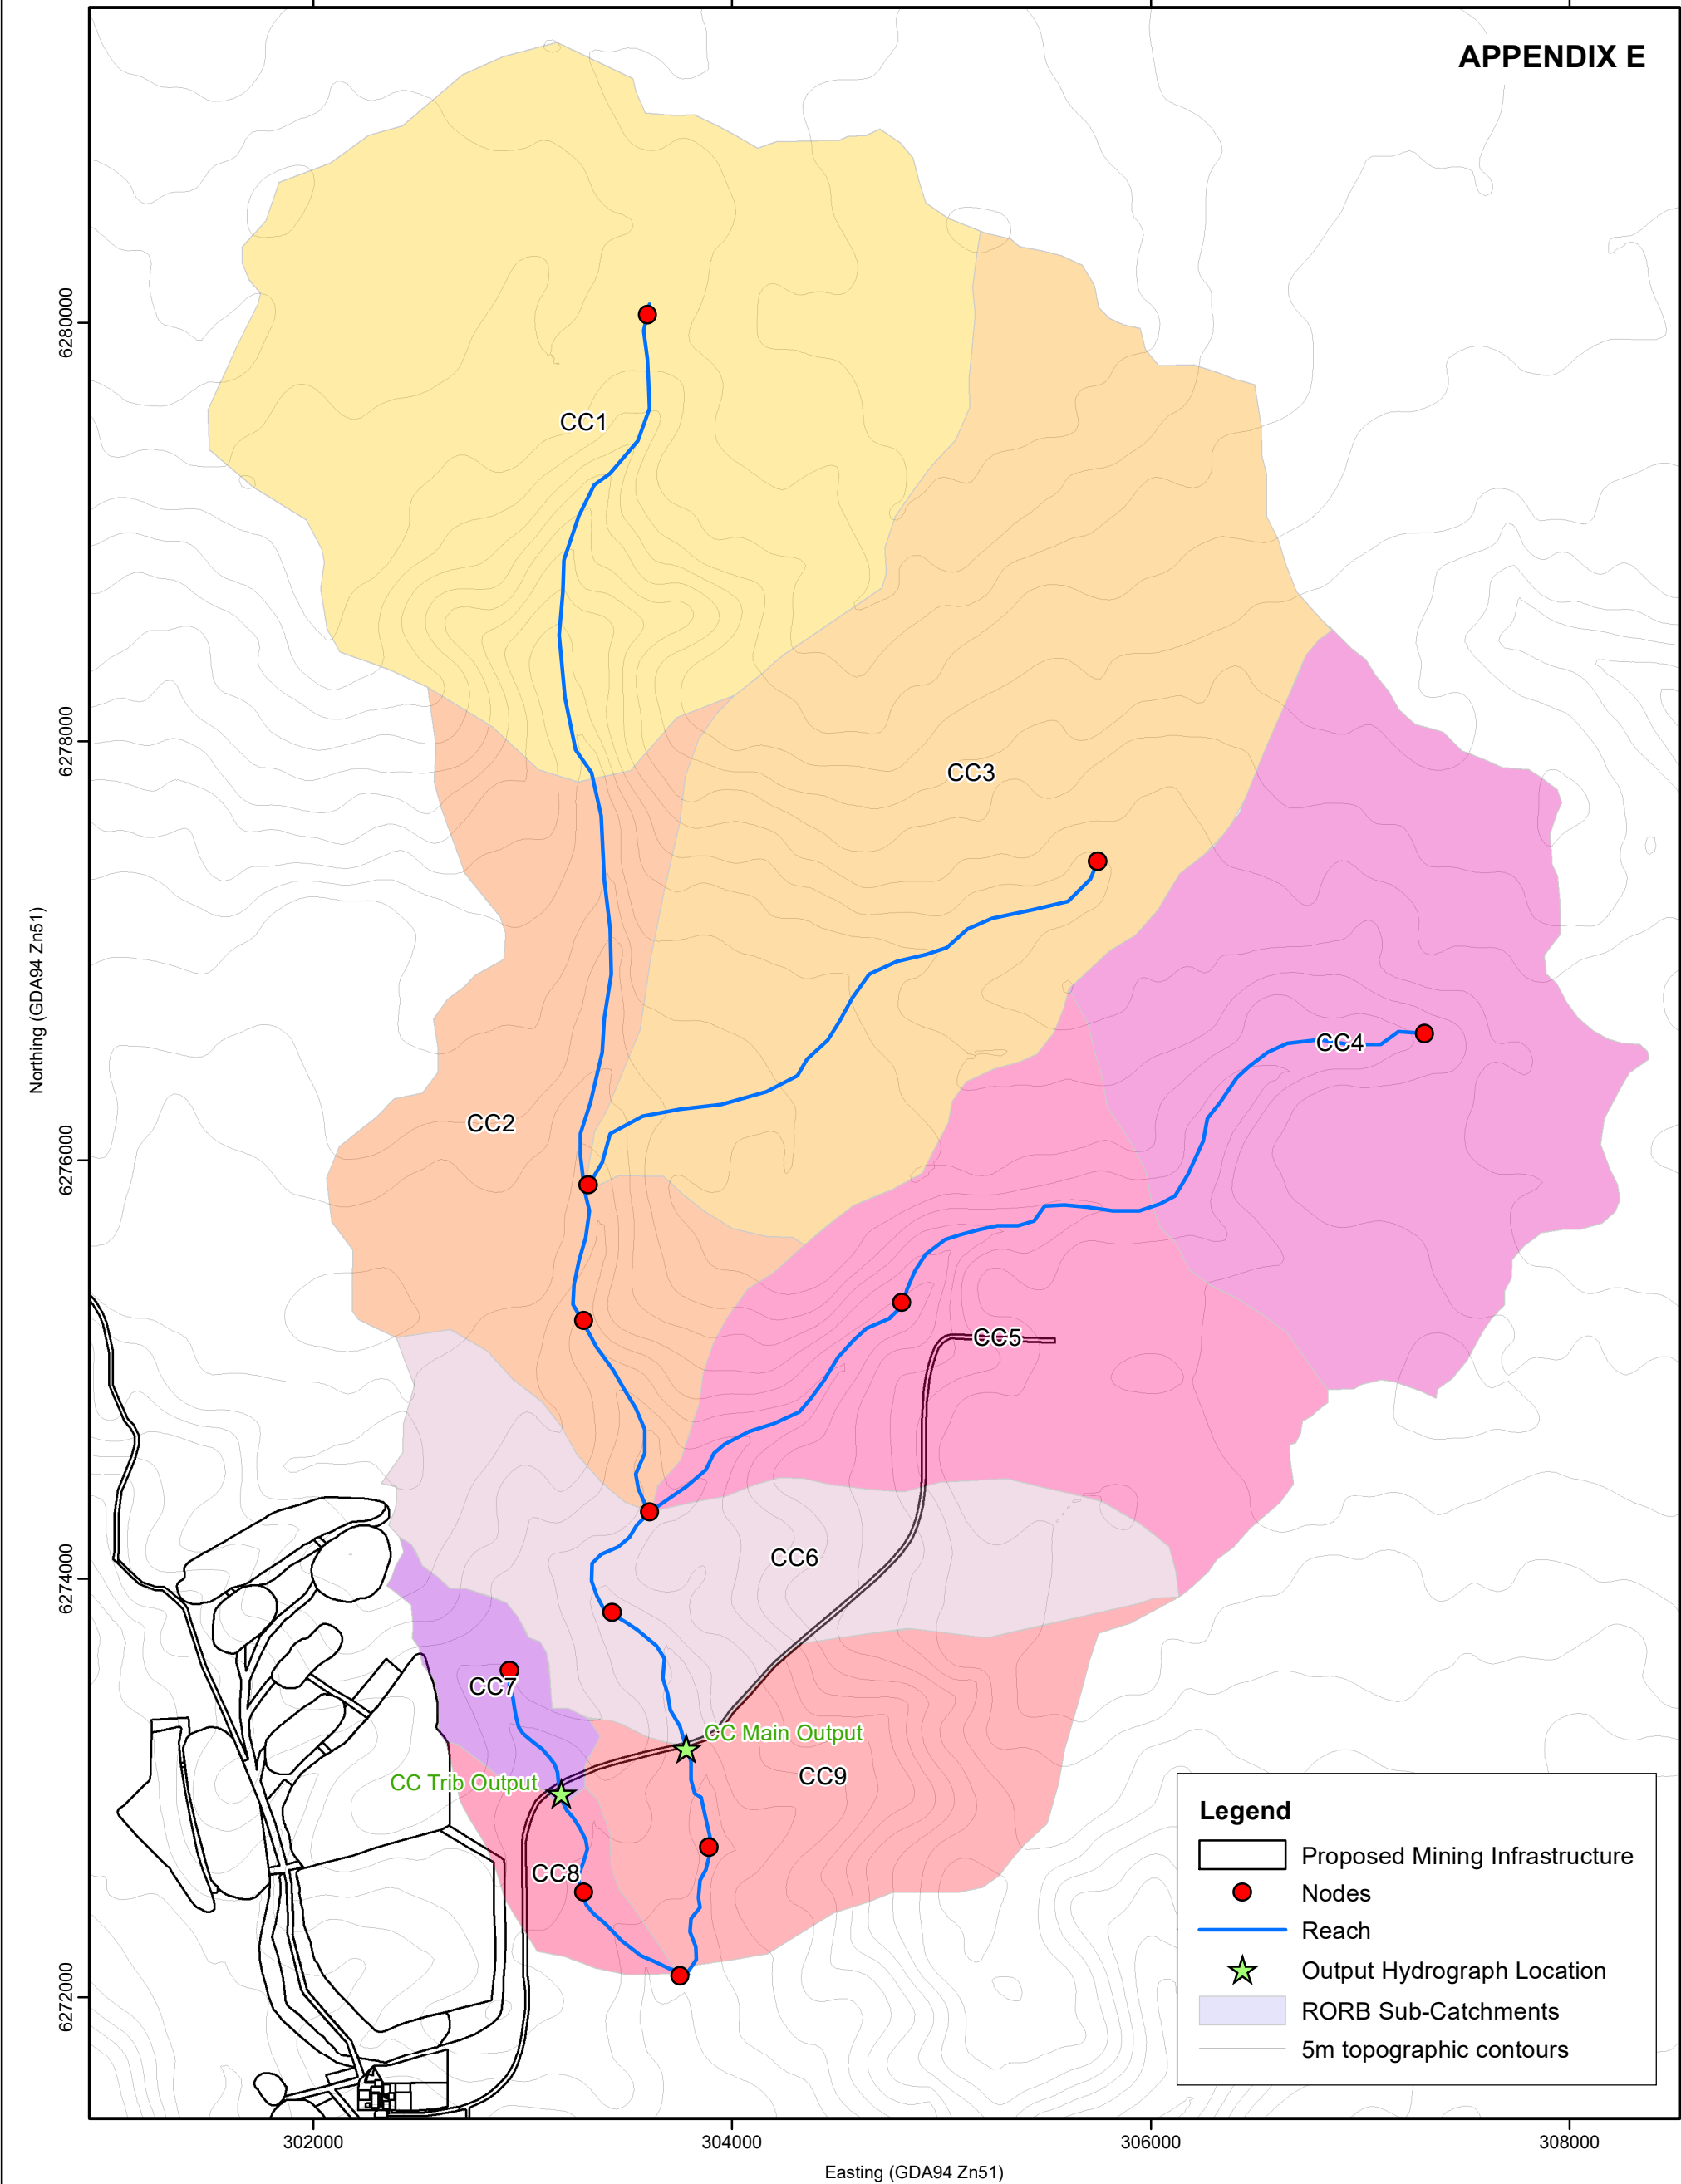 APPENDIX E
6280000
CC1
6278000
CC3
Northing (GDA94 Zn51)
CC4
CC2
6276000
CC5
CC6
6274000
CC7
CC Main Output
CC Trib Output
CC9
CC8
6272000
Legend
Proposed Mining Infrastructure
Nodes
Reach
Output Hydrograph Location
RORB Sub-Catchments
5m topographic contours
302000
304000
306000
308000
Easting (GDA94 Zn51)